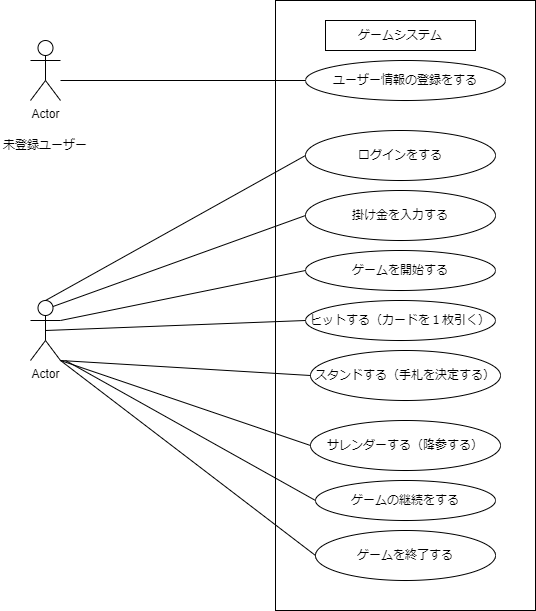 ゲームシステム
ユーザー情報の登録をする
Actor
未登録ユーザー
ログインをする
掛け金を入力する
ゲームを開始する
ヒットする（カードを１枚引く）
Actor
スタンドする（手札を決定する）
サレンダーする（降参する）
ゲームの継続をする
ゲームを終了する